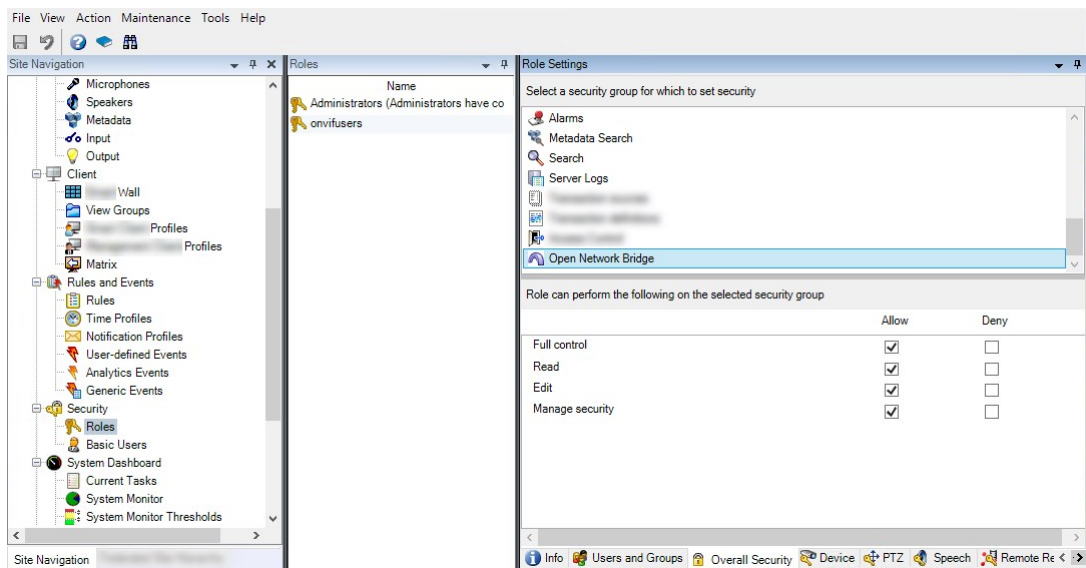 File View Action Maintenance Tools Help
Site Navigation
Microphones
Speakers
Metadata
Input
Output
Client
Wall
View Groups
Profiles
Profiles
Matrix
Rules and Events
Rules
Time Profiles
Notification Profiles
User-defined Events
Analytics Events
Generic Events
Security
Roles
Basic Users
System Dashboard
Current Tasks
System Monitor
System Monitor Thresholds
Site Navigation
Roles
Name
Administrators (Administrators have co
onvifusers
Role Settings
Select a security group for which to set security
Alarms
Metadata Search
Search
Server Logs
Open Network Bridge
Role can perform the following on the selected security group
Allow Deny
Full control
Read
Edit
Manage security
Info Users and Groups Overall Security Device PTZ Speech Remote Re